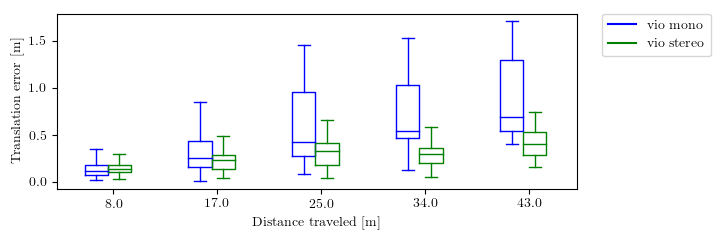 vio mono
vio stereo
Translation error [m]
1.5
1.0
0.5
0.0
8.0 17.0 25.0 34.0 43.0
Distance traveled [m]